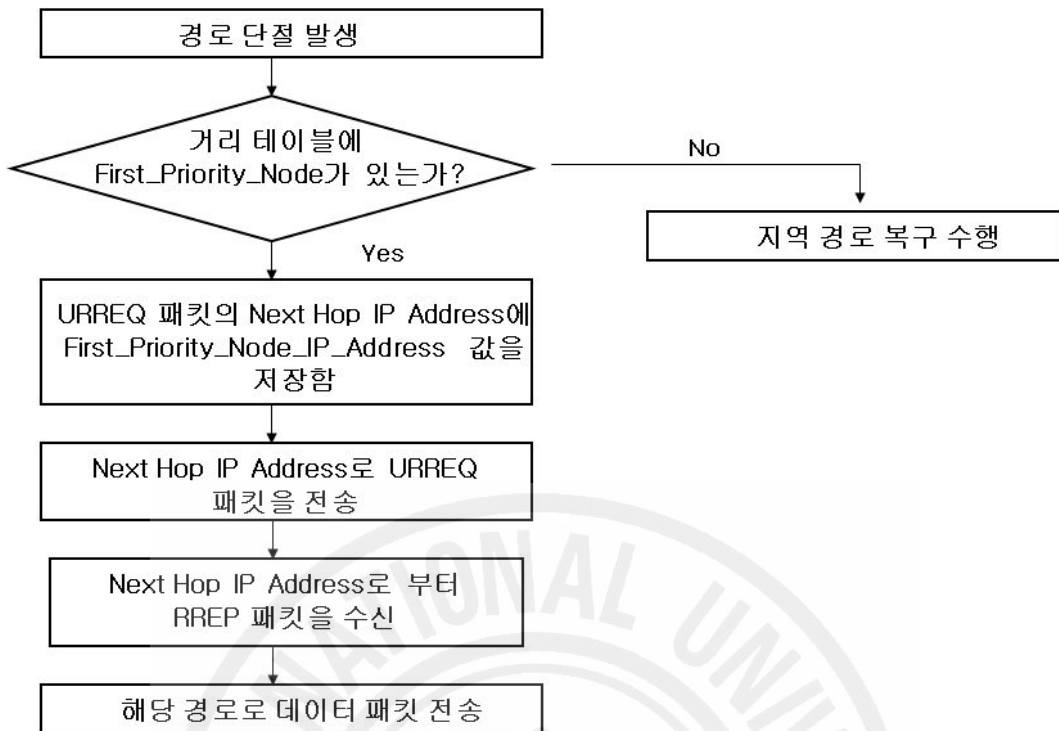 경로 단절 발생
거리 테이블에
First_Priority_Node가 있는가?
No
지역 경로 복구 수행
Yes
URREQ 패킷의 Next Hop IP Address에
First_Priority_Node_IP_Address 값을
저장함
Next Hop IP Address로 URREQ
패킷을 전송
Next Hop IP Address로 부터
RREP 패킷을 수신
해당 경로로 데이터 패킷 전송
NATIONAL UNI